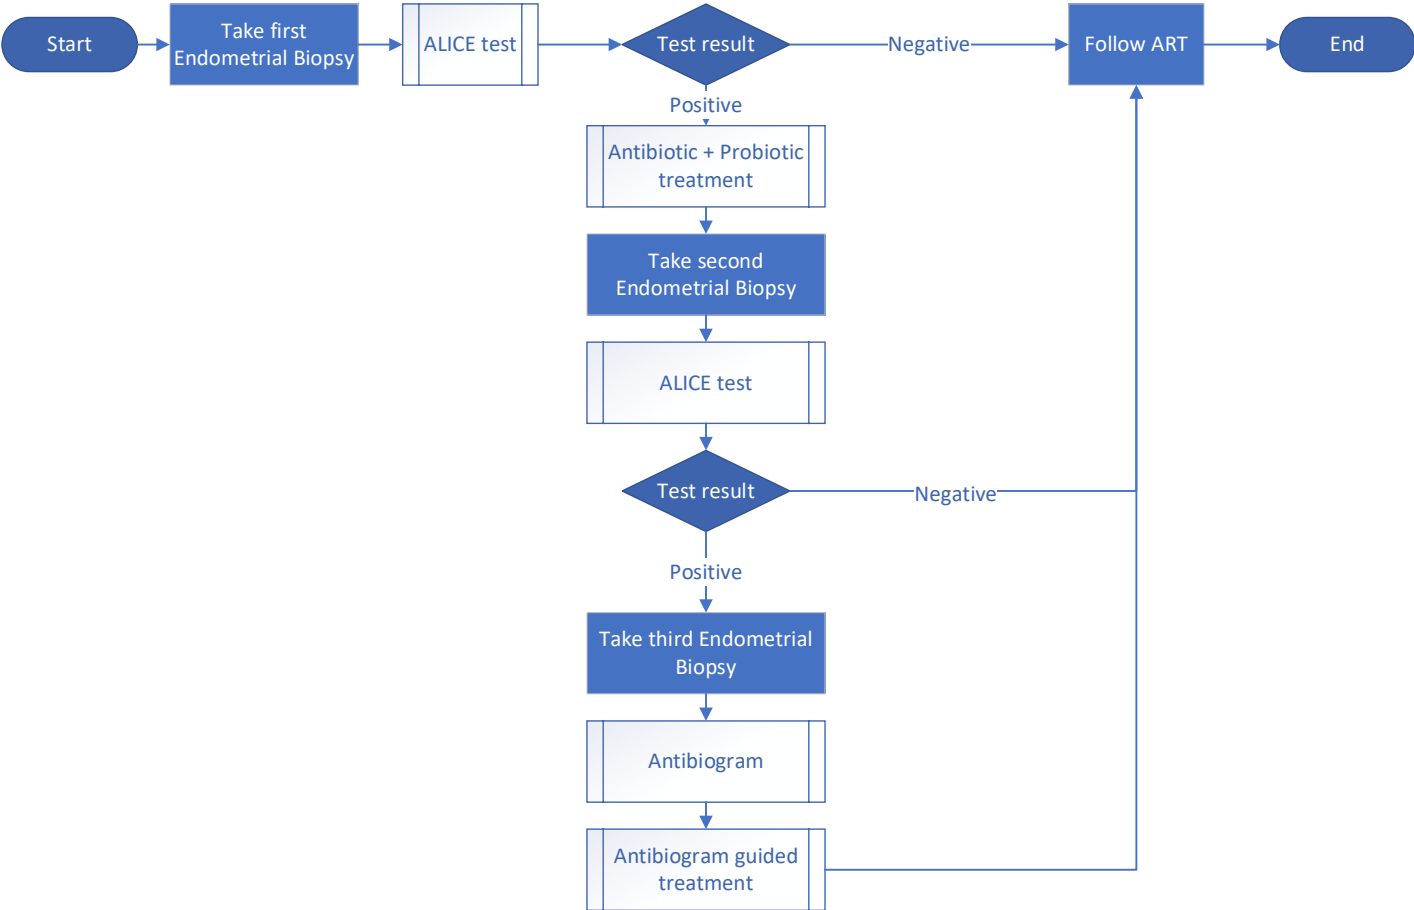 Start
Take first
Endometrial Biopsy
ALICE test
Test result
Negative
Follow ART
End
Positive
Antibiotic + Probiotic
treatment
Take second
Endometrial Biopsy
ALICE test
Test result
Negative
Positive
Take third Endometrial
Biopsy
Antibiogram
Antibiogram guided
treatment